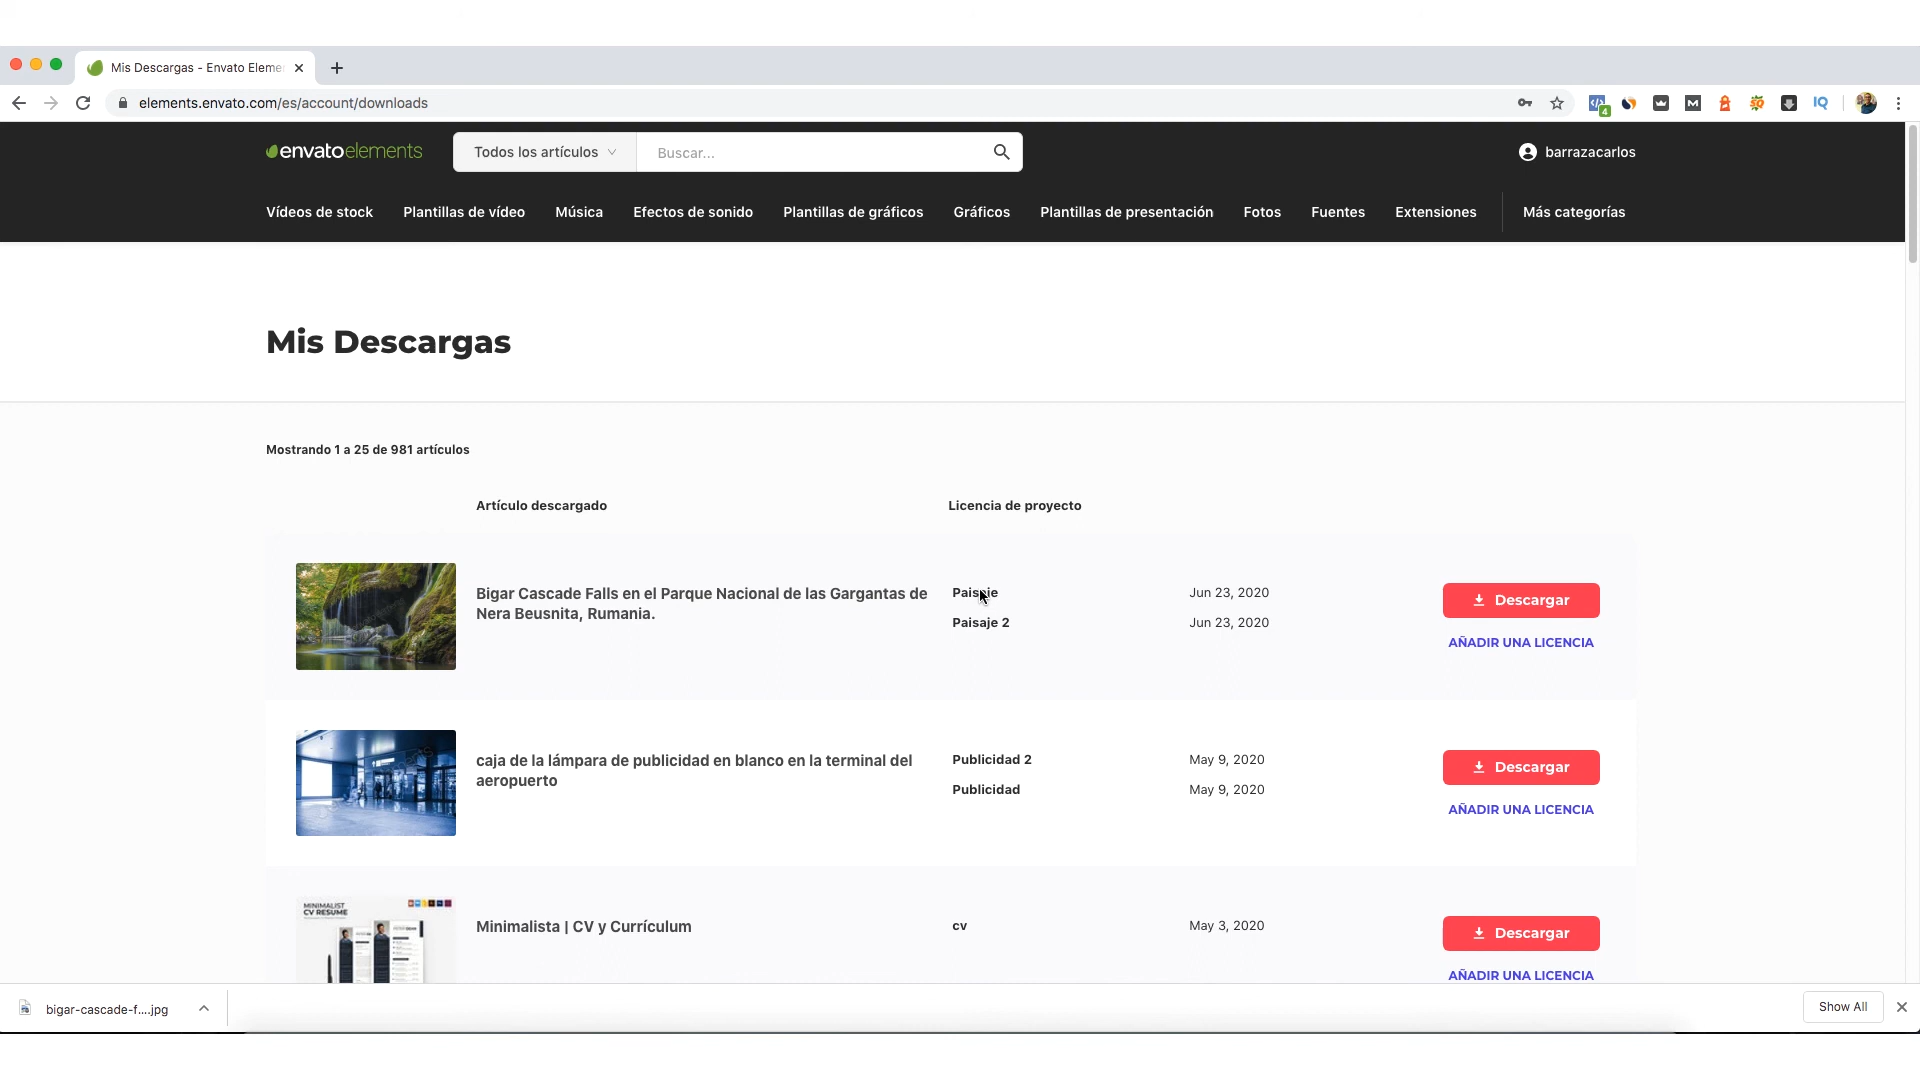 Mis Descargas - Envato Eleme
elements.envato.com/es/account/downloads
4
M
SQ
IQ
envatoelements
Todos los artículos
Buscar...
barrazacarlos
Vídeos de stock
Plantillas de vídeo
Música
Efectos de sonido
Plantillas de gráficos
Gráficos
Plantillas de presentación
Fotos
Fuentes
Extensiones
Más categorías
Mis Descargas
Mostrando 1 a 25 de 981 artículos
Artículo descargado
Licencia de proyecto
Bigar Cascade Falls en el Parque Nacional de las Gargantas de
Nera Beusnita, Rumania.
Paisaje
Jun 23, 2020
Paisaje 2
Jun 23, 2020
Descargar
AÑADIR UNA LICENCIA
caja de la lámpara de publicidad en blanco en la terminal del
aeropuerto
Publicidad 2
May 9, 2020
Publicidad
May 9, 2020
Descargar
AÑADIR UNA LICENCIA
MINIMALIST
CV RESUME
Minimalista | CV y Currículum
cv
May 3, 2020
Descargar
AÑADIR UNA LICENCIA
bigar-cascade-f....jpg
Show All